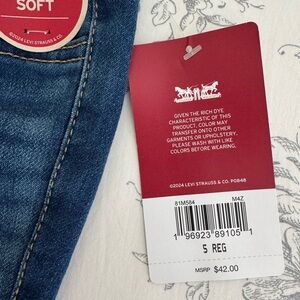 SOFT
©2024 LEVI STRAUSS & CO.
GIVEN THE RICH DYE
CHARACTERISTIC OF THIS
PRODUCT, COLOR MAY
TRANSFER ONTO OTHER
GARMENTS OR UPHOLSTERY.
PLEASE WASH WITH LIKE
COLORS BEFORE WEARING.
©2024 LEVI STRAUSS & CO. PGB4B
81M584 M4Z
1 96923 89105 1
5 REG
MSRP $42.00